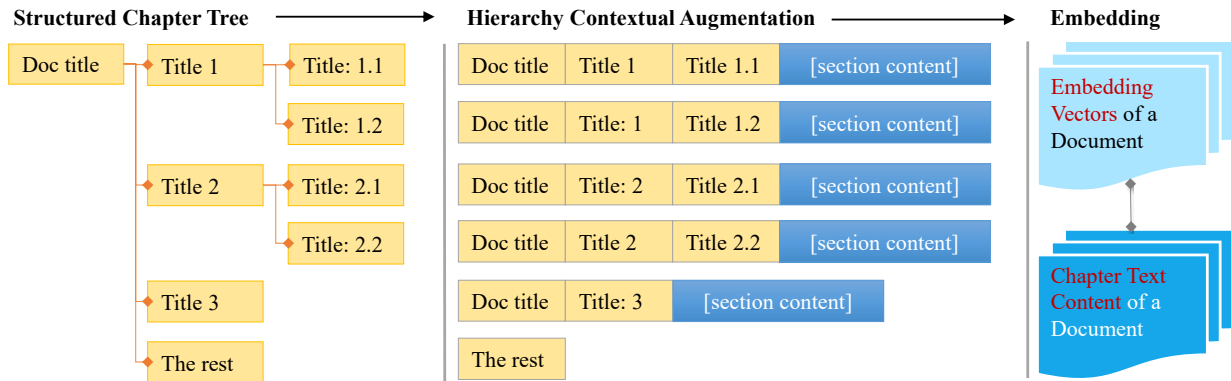 Structured Chapter Tree
Hierarchy Contextual Augmentation
Embedding
Doc title
Title 1
Title: 1.1
Title: 1.2
Title 2
Title: 2.1
Title: 2.2
Title 3
The rest
Doc title Title 1 Title 1.1 [section content]
Doc title Title: 1 Title 1.2 [section content]
Doc title Title: 2 Title 2.1 [section content]
Doc title Title 2 Title 2.2 [section content]
Doc title Title: 3 [section content]
The rest
Embedding
Vectors of a
Document
Chapter Text
Content of a
Document